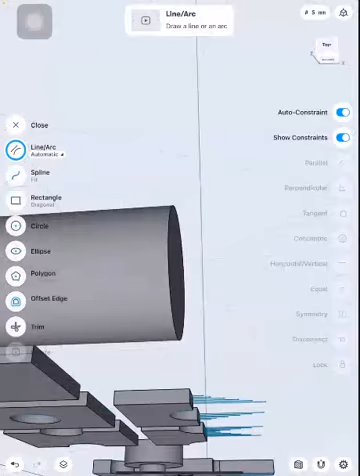 Line/Arc
Draw a line or an arc
# 5 mm
Top
Close
Auto-Constraint
Line/Arc
Automatic
Show Constraints
Spline
Fit
Parallel
Rectangle
Diagonal
Perpendicular
Circle
Tangent
Ellipse
Concentric
Polygon
Horizontal/Vertical
Offset Edge
Equal
Trim
Symmetry
Disconnect
Lock